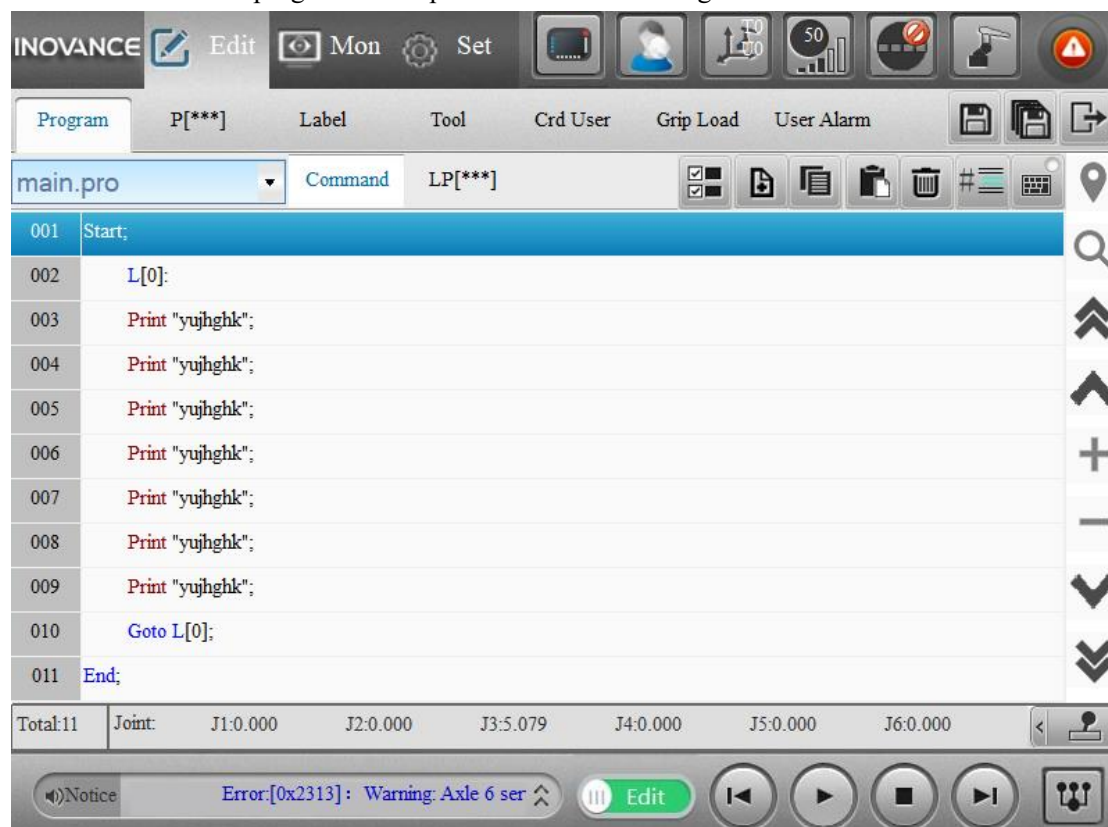 INOVANCE Edit Mon Set T0 U0 50
Program P[***] Label Tool Crd User Grip Load User Alarm
main.pro Command LP[***] #
001 Start;
002 L[0]:
003 Print "yujhghk";
004 Print "yujhghk";
005 Print "yujhghk";
006 Print "yujhghk";
007 Print "yujhghk";
008 Print "yujhghk";
009 Print "yujhghk";
010 Goto L[0];
011 End;
Total:11 Joint: J1:0.000 J2:0.000 J3:5.079 J4:0.000 J5:0.000 J6:0.000
Notice Error:[0x2313]: Warning: Axle 6 ser Edit